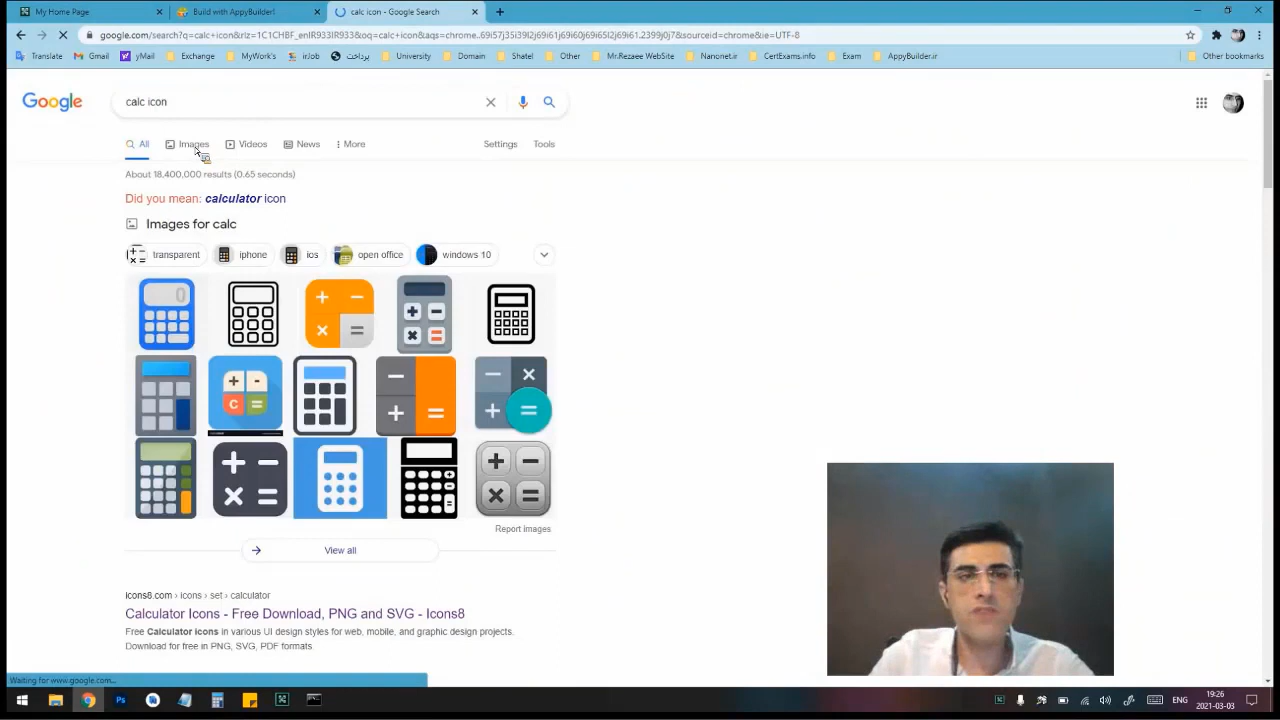 My Home Page
Build with AppyBuilder!
calc icon - Google Search
google.com/search?q=calc+icon&rlz=1C1CHBF_enIR933IR933&oq=calc+icon&aqs=chrome..69i57j35i39l2j69i61j69i60j69i65l2j69i61.2399j0j7&sourceid=chrome&ie=UTF-8
Translate
Gmail
yMail
Exchange
MyWork's
irJob
پرداخت
University
Domain
Shatel
Other
Mr.Rezaee WebSite
Nanonet.ir
CertExams.info
Exam
AppyBuilder.ir
Other bookmarks
Google
calc icon
All
Images
Videos
News
More
Settings
Tools
About 18,400,000 results (0.65 seconds)
Did you mean: calculator icon
Images for calc
transparent
iphone
ios
open office
windows 10
Report images
View all
icons8.com › icons › set › calculator
Calculator Icons - Free Download, PNG and SVG - Icons8
Free Calculator icons in various UI design styles for web, mobile, and graphic design projects.
Download for free in PNG, SVG, PDF formats.
Waiting for www.google.com...
ENG
19:26
2021-03-03